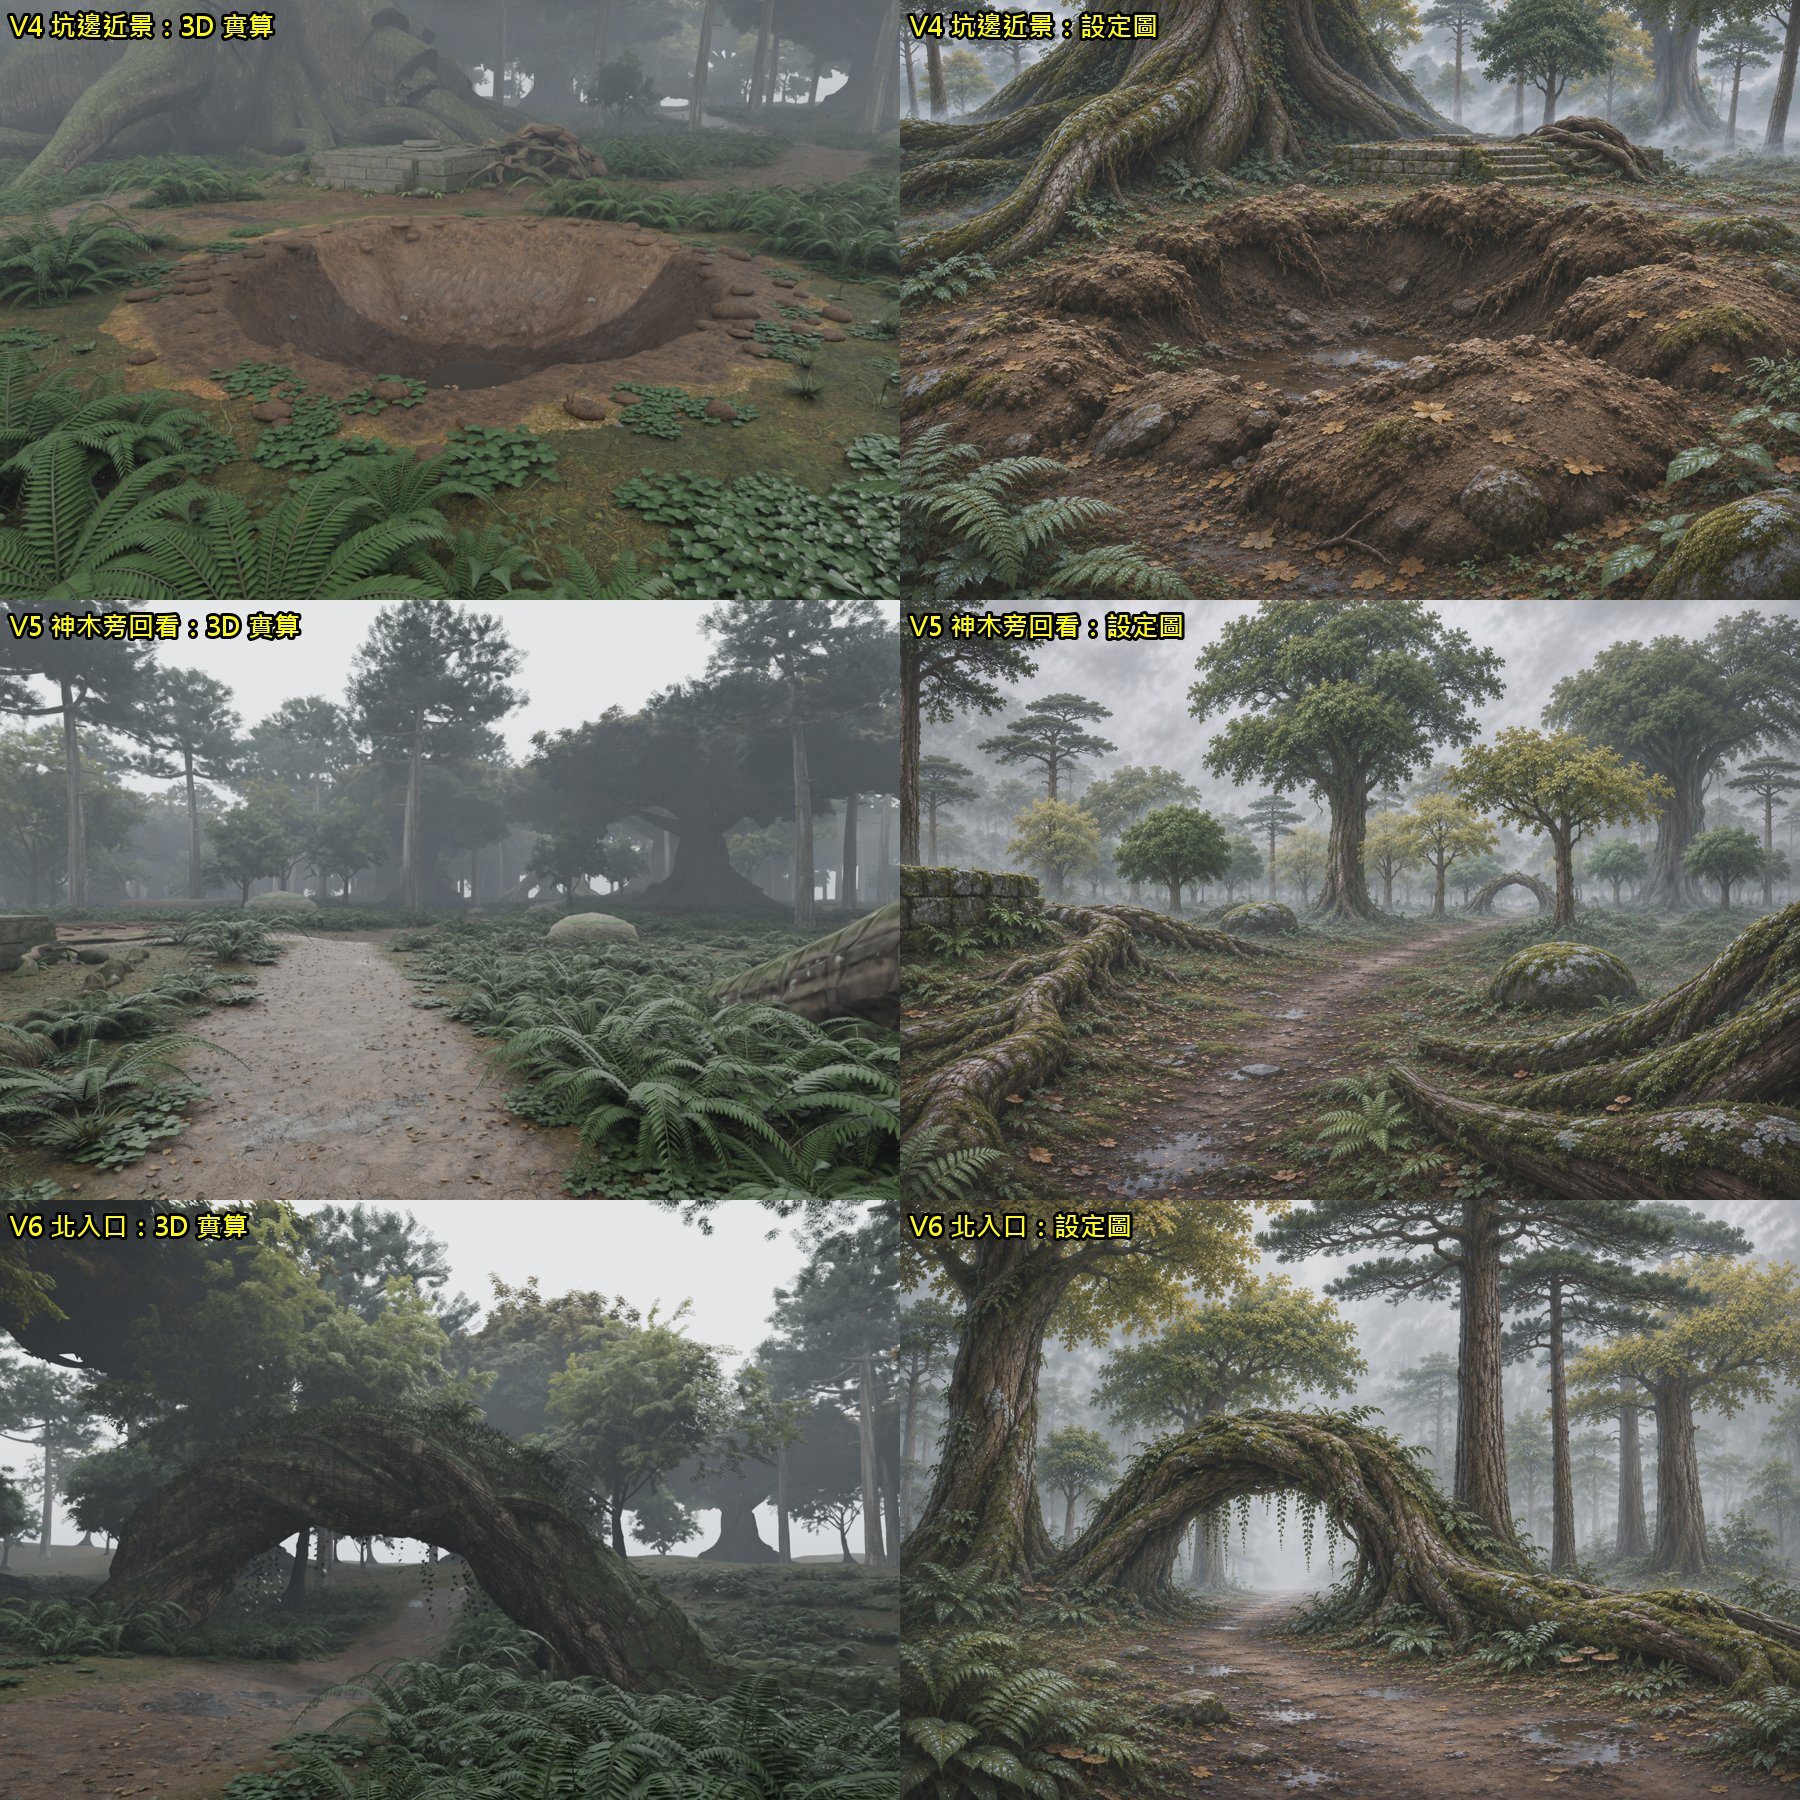 V4 坑邊近景：3D 實算
V4 坑邊近景：設定圖
V5 神木旁回看：3D 實算
V5 神木旁回看：設定圖
V6 北入口：3D 實算
V6 北入口：設定圖